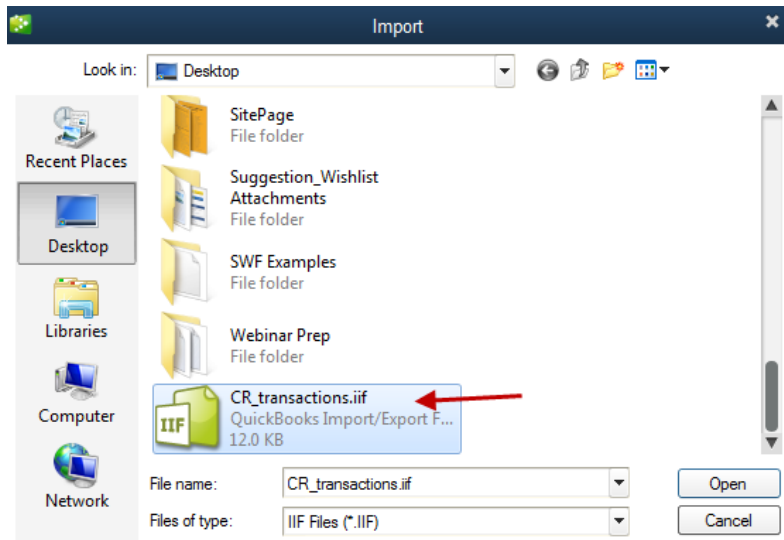 Import
Look in:
Desktop
Recent Places
Desktop
Libraries
Computer
Network
SitePage
File folder
Suggestion_Wishlist
Attachments
File folder
SWF Examples
File folder
Webinar Prep
File folder
IIF
CR_transactions.iif
QuickBooks Import/Export F...
12.0 KB
File name:
CR_transactions.iif
Open
Files of type:
IIF Files (*.IIF)
Cancel